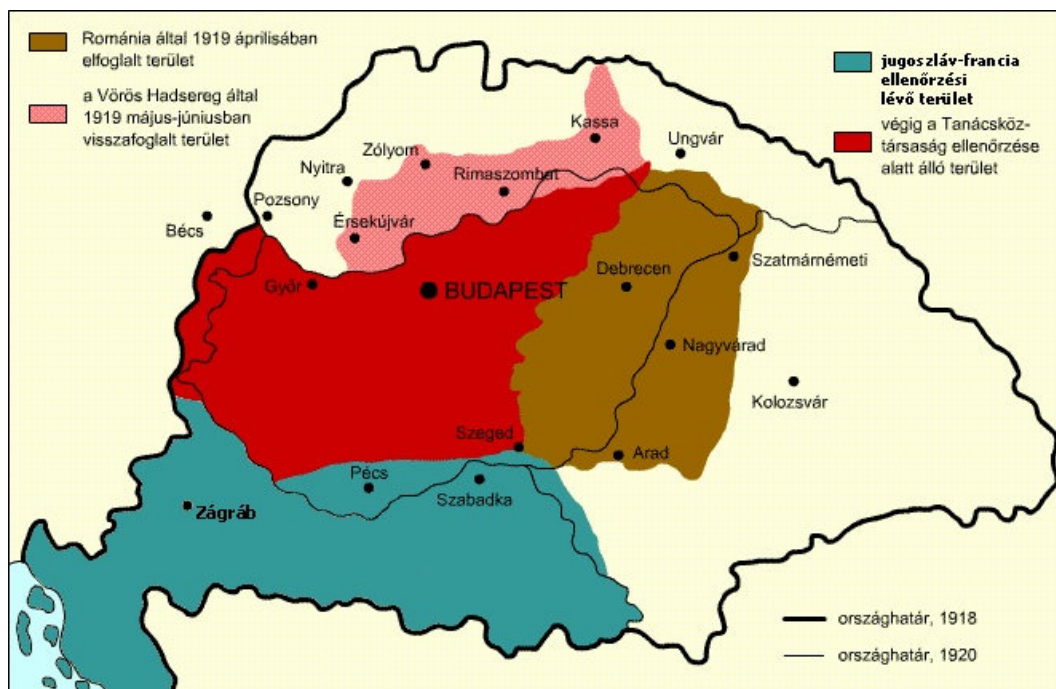 Románia által 1919 áprilisában
elfoglalt terület
a Vörös Hadsereg által
1919 május-júniusban
visszafoglalt terület
jugoszláv-francia
ellenőrzési
lévő terület
végig a Tanácsköz-
társaság ellenőrzése
alatt álló terület
Kassa
Ungvár
Zólyom
Nyitra
Rimaszombat
Pozsony
Bécs
Érsekújvár
Szatmárnémeti
Debrecen
Győr
BUDAPEST
Nagyvárad
Kolozsvár
Szeged
Arad
Pécs
Szabadka
Zágráb
országhatár, 1918
országhatár, 1920